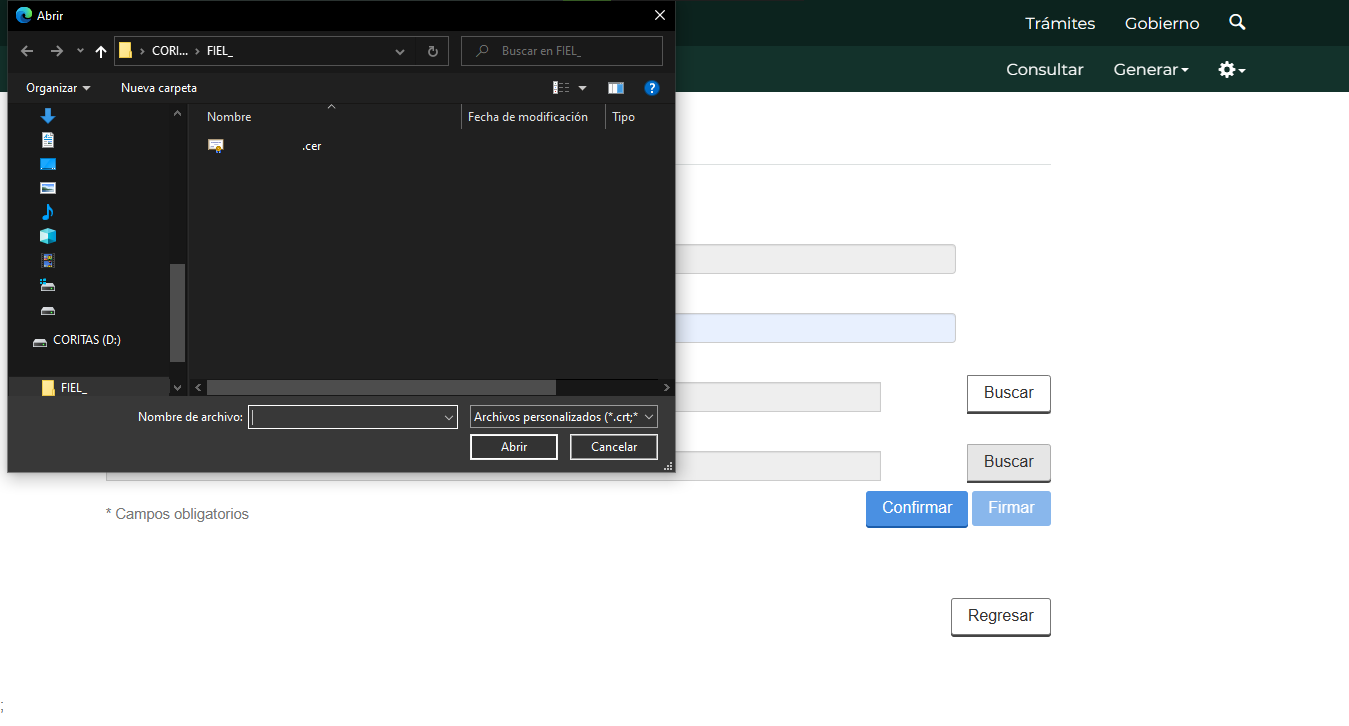 Abrir
Trámites
Gobierno
CORI...
FIEL_
Buscar en FIEL_
Consultar
Generar
Organizar
Nueva carpeta
Nombre
Fecha de modificación
Tipo
.cer
CORITAS (D:)
FIEL_
Nombre de archivo:
Archivos personalizados (*.crt;*
Abrir
Cancelar
Buscar
Buscar
* Campos obligatorios
Confirmar
Firmar
Regresar
;